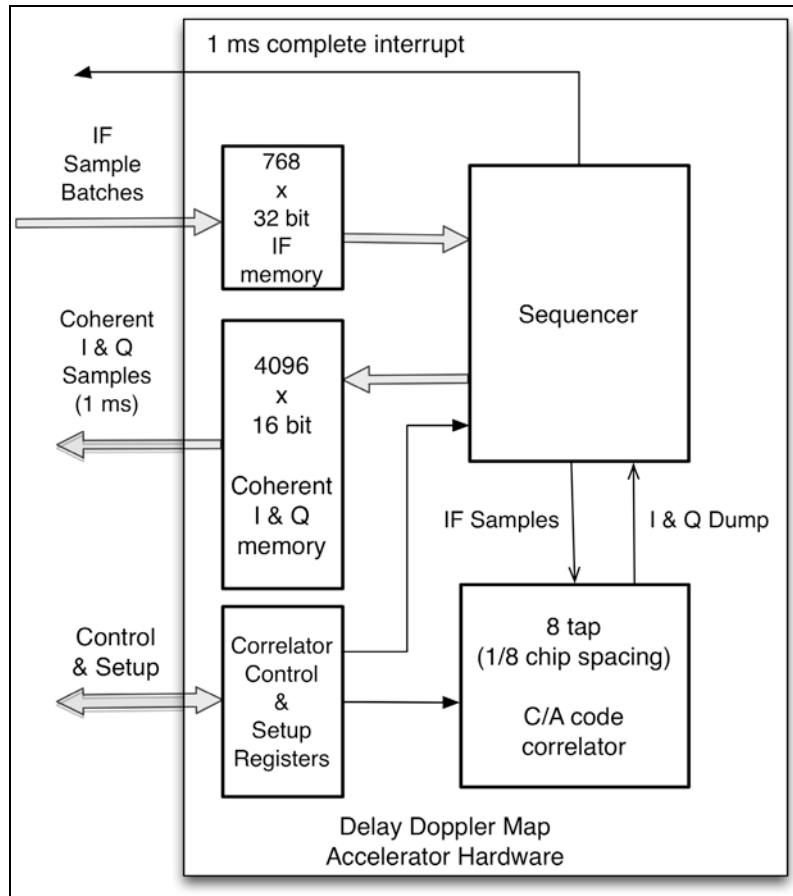 1 ms complete interrupt
IF
Sample
Batches
768
x
32 bit
IF
memory
Sequencer
Coherent
I & Q
Samples
(1 ms)
4096
x
16 bit
Coherent
I & Q
memory
IF Samples
I & Q Dump
Control
& Setup
Correlator
Control
&
Setup
Registers
8 tap
(1/8 chip spacing)
C/A code
correlator
Delay Doppler Map
Accelerator Hardware